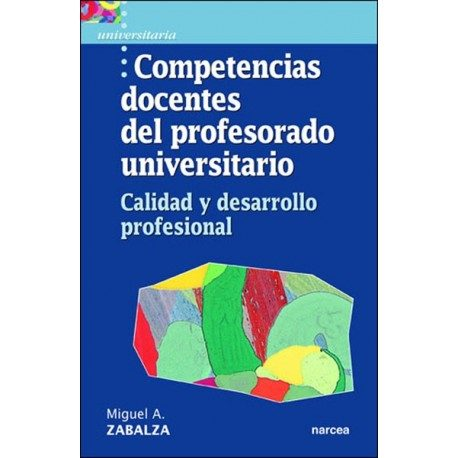 universitaria
Competencias
docentes
del profesorado
universitario
Calidad y desarrollo
profesional
Miguel A.
ZABALZA
narcea